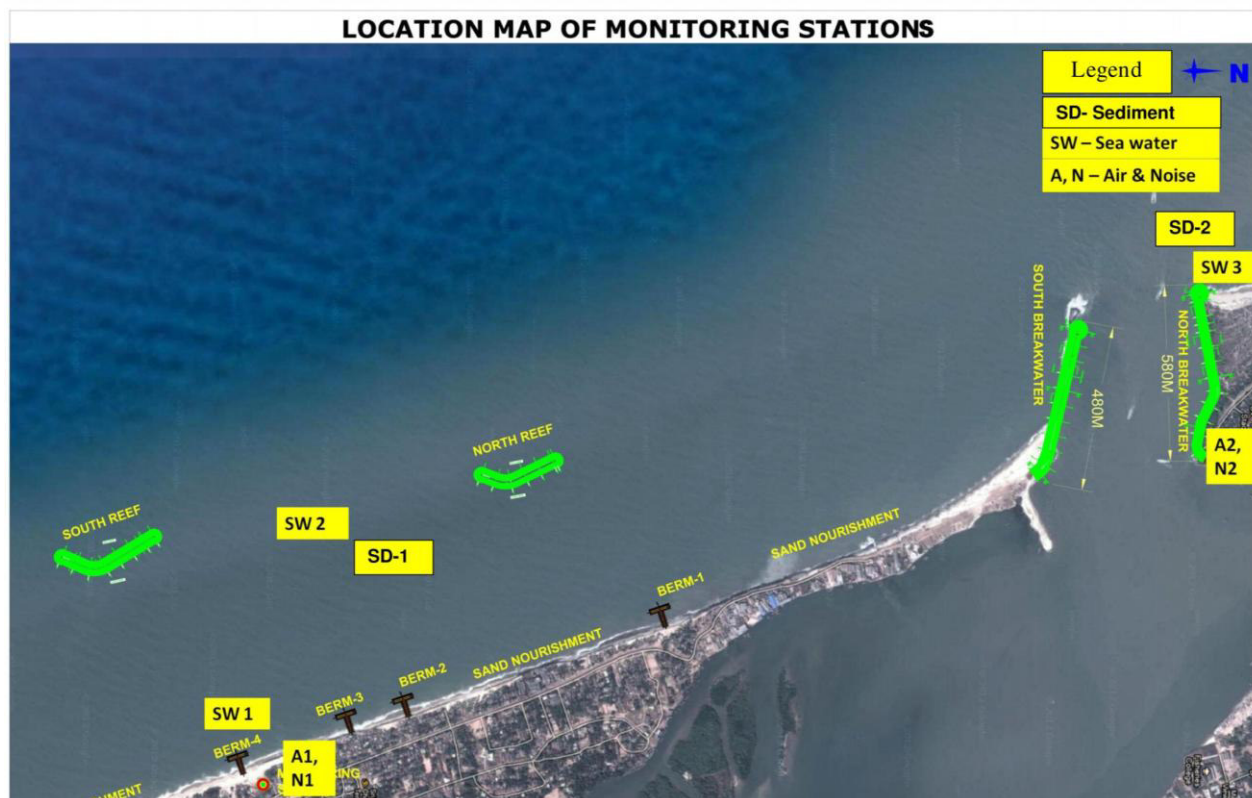 LOCATION MAP OF MONITORING STATIONS
Legend
N
SD- Sediment
SW – Sea water
A, N – Air & Noise
SD-2
SW 3
SOUTH BREAKWATER
480M
580M
NORTH BREAKWATER
A2,
N2
NORTH REEF
SOUTH REEF
SW 2
SD-1
SAND NOURISHMENT
BERM-1
SAND NOURISHMENT
BERM-2
BERM-3
SW 1
BERM-4
A1,
N1